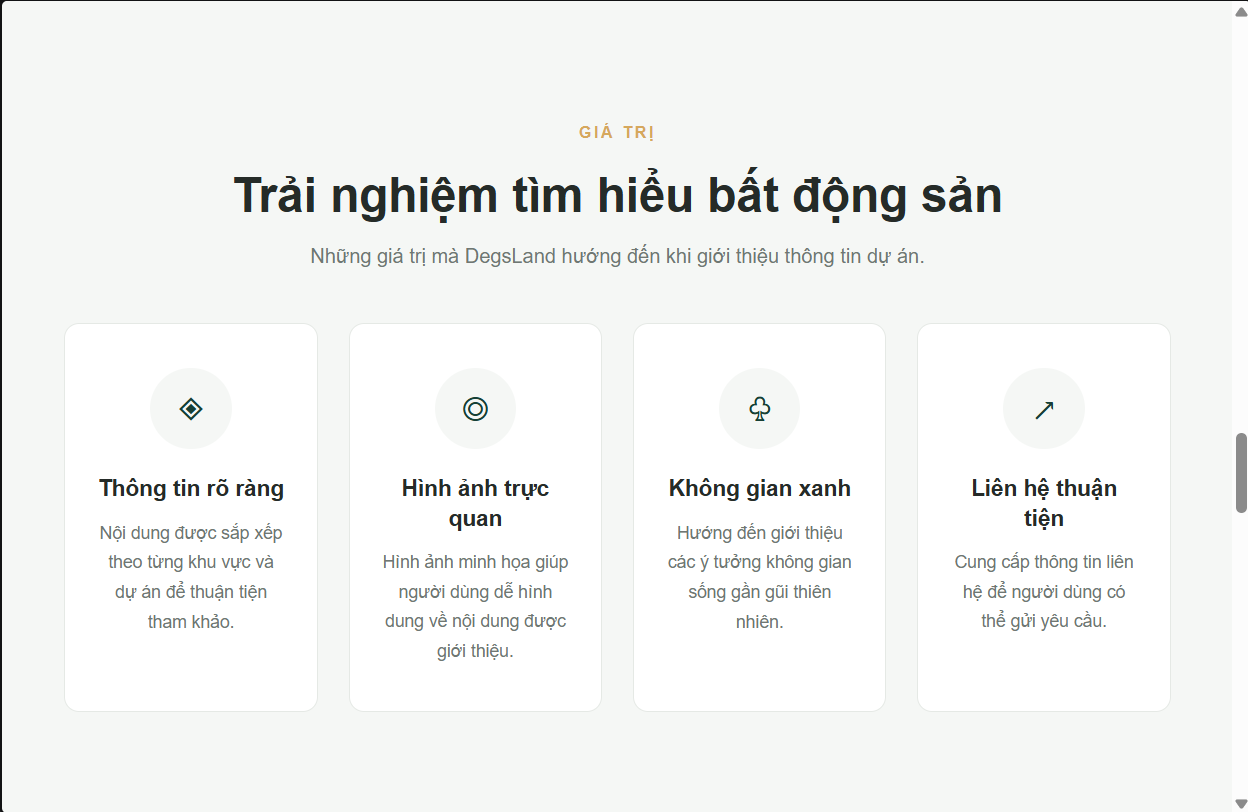 GIÁ TRỊ
Trải nghiệm tìm hiểu bất động sản
Những giá trị mà DegsLand hướng đến khi giới thiệu thông tin dự án.
Thông tin rõ ràng
Nội dung được sắp xếp
theo từng khu vực và
dự án để thuận tiện
tham khảo.
Hình ảnh trực
quan
Hình ảnh minh họa giúp
người dùng dễ hình
dung về nội dung được
giới thiệu.
Không gian xanh
Hướng đến giới thiệu
các ý tưởng không gian
sống gần gũi thiên
nhiên.
Liên hệ thuận
tiện
Cung cấp thông tin liên
hệ để người dùng có
thể gửi yêu cầu.